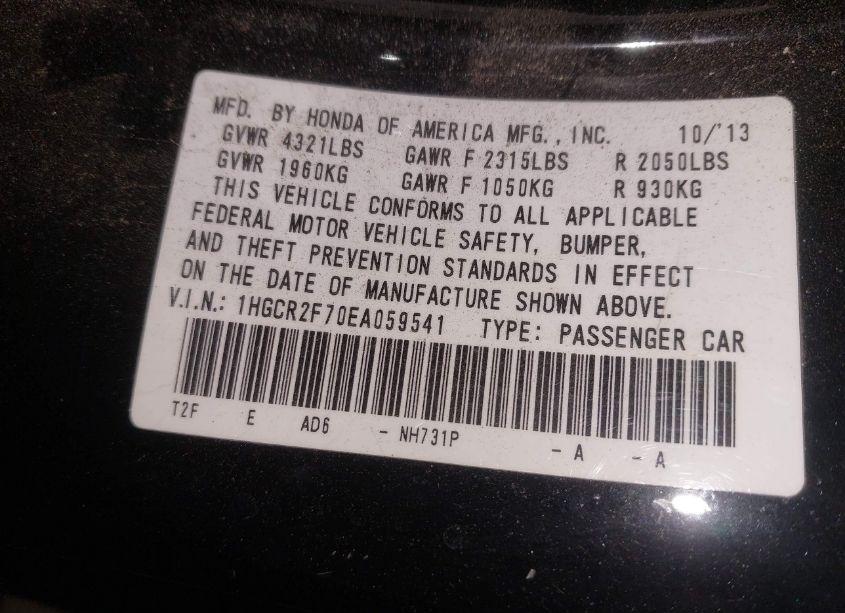 MFD. BY HONDA OF AMERICA MFG., INC. 10/'13
GVWR 4321LBS GAWR F 2315LBS R 2050LBS
GVWR 1960KG GAWR F 1050KG R 930KG
THIS VEHICLE CONFORMS TO ALL APPLICABLE
FEDERAL MOTOR VEHICLE SAFETY, BUMPER,
AND THEFT PREVENTION STANDARDS IN EFFECT
ON THE DATE OF MANUFACTURE SHOWN ABOVE.
V.I.N.: 1HGCR2F70EA059541 TYPE: PASSENGER CAR
T2F E AD6 - NH731P - A - A